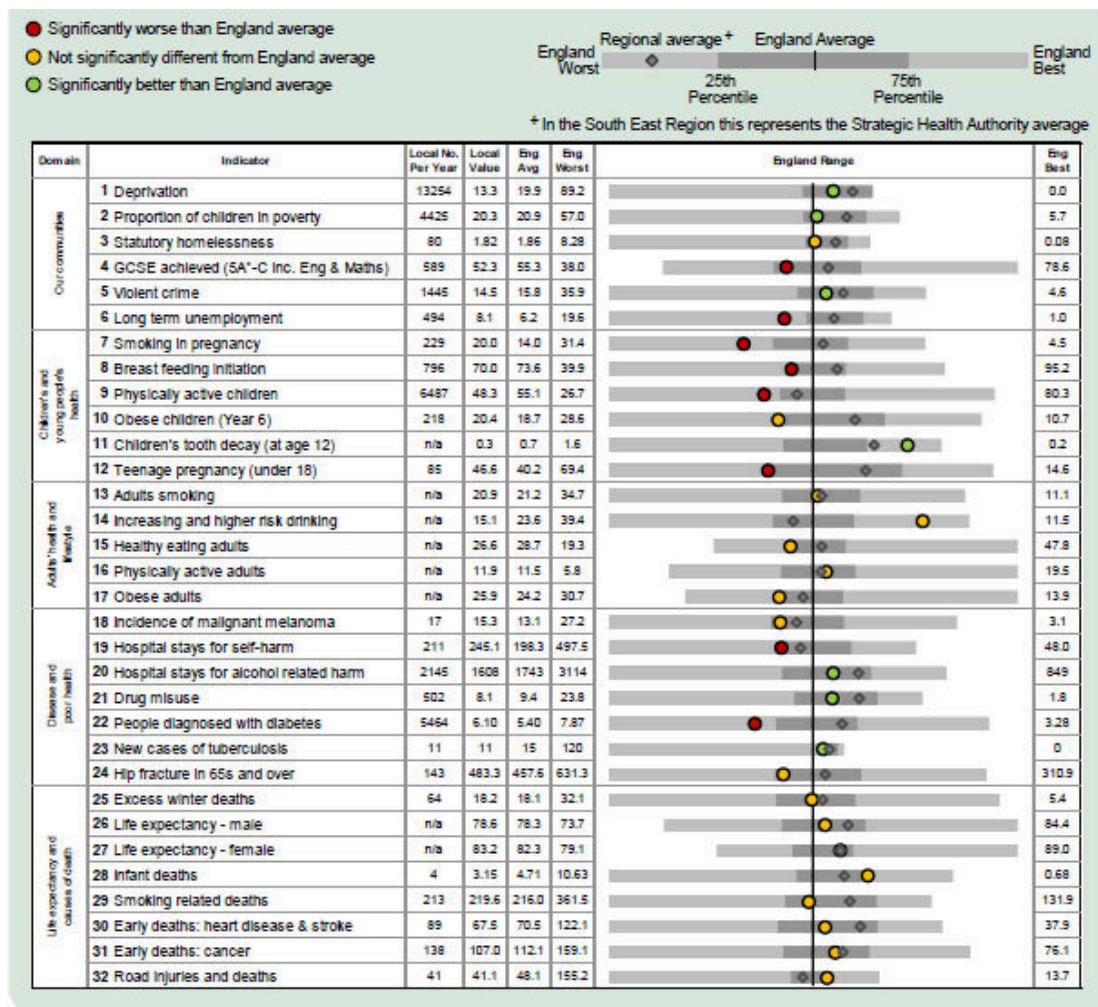 Significantly worse than England average
Not significantly different from England average
Significantly better than England average
Regional average+ England Average
England Worst
England Best
25th Percentile
75th Percentile
+ In the South East Region this represents the Strategic Health Authority average
Domain Indicator Local No. Per Year Local Value Eng Avg Eng Worst England Range Eng Best
Our communities
1 Deprivation 13254 13.3 19.9 89.2 0.0
2 Proportion of children in poverty 4425 20.3 20.9 57.0 5.7
3 Statutory homelessness 80 1.82 1.86 8.28 0.08
4 GCSE achieved (5A*-C inc. Eng & Maths) 589 52.3 55.3 38.0 78.6
5 Violent crime 1445 14.5 15.8 35.9 4.6
6 Long term unemployment 494 8.1 6.2 19.6 1.0
Children's and young people's health
7 Smoking in pregnancy 229 20.0 14.0 31.4 4.5
8 Breast feeding initiation 796 70.0 73.6 39.9 95.2
9 Physically active children 6487 48.3 55.1 26.7 80.3
10 Obese children (Year 6) 218 20.4 18.7 28.6 10.7
11 Children's tooth decay (at age 12) n/a 0.3 0.7 1.6 0.2
12 Teenage pregnancy (under 18) 85 46.6 40.2 69.4 14.6
Adults' health and lifestyle
13 Adults smoking n/a 20.9 21.2 34.7 11.1
14 Increasing and higher risk drinking n/a 15.1 23.6 39.4 11.5
15 Healthy eating adults n/a 26.6 28.7 19.3 47.8
16 Physically active adults n/a 11.9 11.5 5.8 19.5
17 Obese adults n/a 25.9 24.2 30.7 13.9
Disease and poor health
18 Incidence of malignant melanoma 17 15.3 13.1 27.2 3.1
19 Hospital stays for self-harm 211 245.1 198.3 497.5 48.0
20 Hospital stays for alcohol related harm 2145 1608 1743 3114 849
21 Drug misuse 502 8.1 9.4 23.8 1.8
22 People diagnosed with diabetes 5464 6.10 5.40 7.87 3.28
23 New cases of tuberculosis 11 11 15 120 0
24 Hip fracture in 65s and over 143 483.3 457.6 631.3 310.9
Life expectancy and causes of death
25 Excess winter deaths 64 18.2 18.1 32.1 5.4
26 Life expectancy - male n/a 78.6 78.3 73.7 84.4
27 Life expectancy - female n/a 83.2 82.3 79.1 89.0
28 Infant deaths 4 3.15 4.71 10.63 0.68
29 Smoking related deaths 213 219.6 216.0 361.5 131.9
30 Early deaths: heart disease & stroke 89 67.5 70.5 122.1 37.9
31 Early deaths: cancer 138 107.0 112.1 159.1 76.1
32 Road injuries and deaths 41 41.1 48.1 155.2 13.7